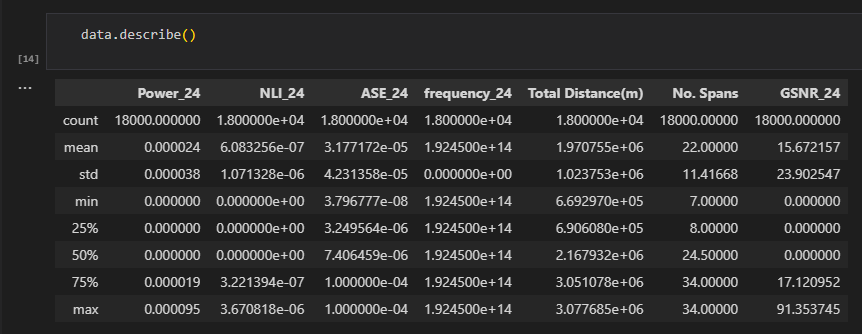 data.describe()
[14]
...
Power_24 NLI_24 ASE_24 frequency_24 Total Distance(m) No. Spans GSNR_24
count 18000.000000 1.800000e+04 1.800000e+04 1.800000e+04 1.800000e+04 18000.00000 18000.000000
mean 0.000024 6.083256e-07 3.177172e-05 1.924500e+14 1.970755e+06 22.00000 15.672157
std 0.000038 1.071328e-06 4.231358e-05 0.000000e+00 1.023753e+06 11.41668 23.902547
min 0.000000 0.000000e+00 3.796777e-08 1.924500e+14 6.692970e+05 7.00000 0.000000
25% 0.000000 0.000000e+00 3.249564e-06 1.924500e+14 6.906080e+05 8.00000 0.000000
50% 0.000000 0.000000e+00 7.406459e-06 1.924500e+14 2.167932e+06 24.50000 0.000000
75% 0.000019 3.221394e-07 1.000000e-04 1.924500e+14 3.051078e+06 34.00000 17.120952
max 0.000095 3.670818e-06 1.000000e-04 1.924500e+14 3.077685e+06 34.00000 91.353745